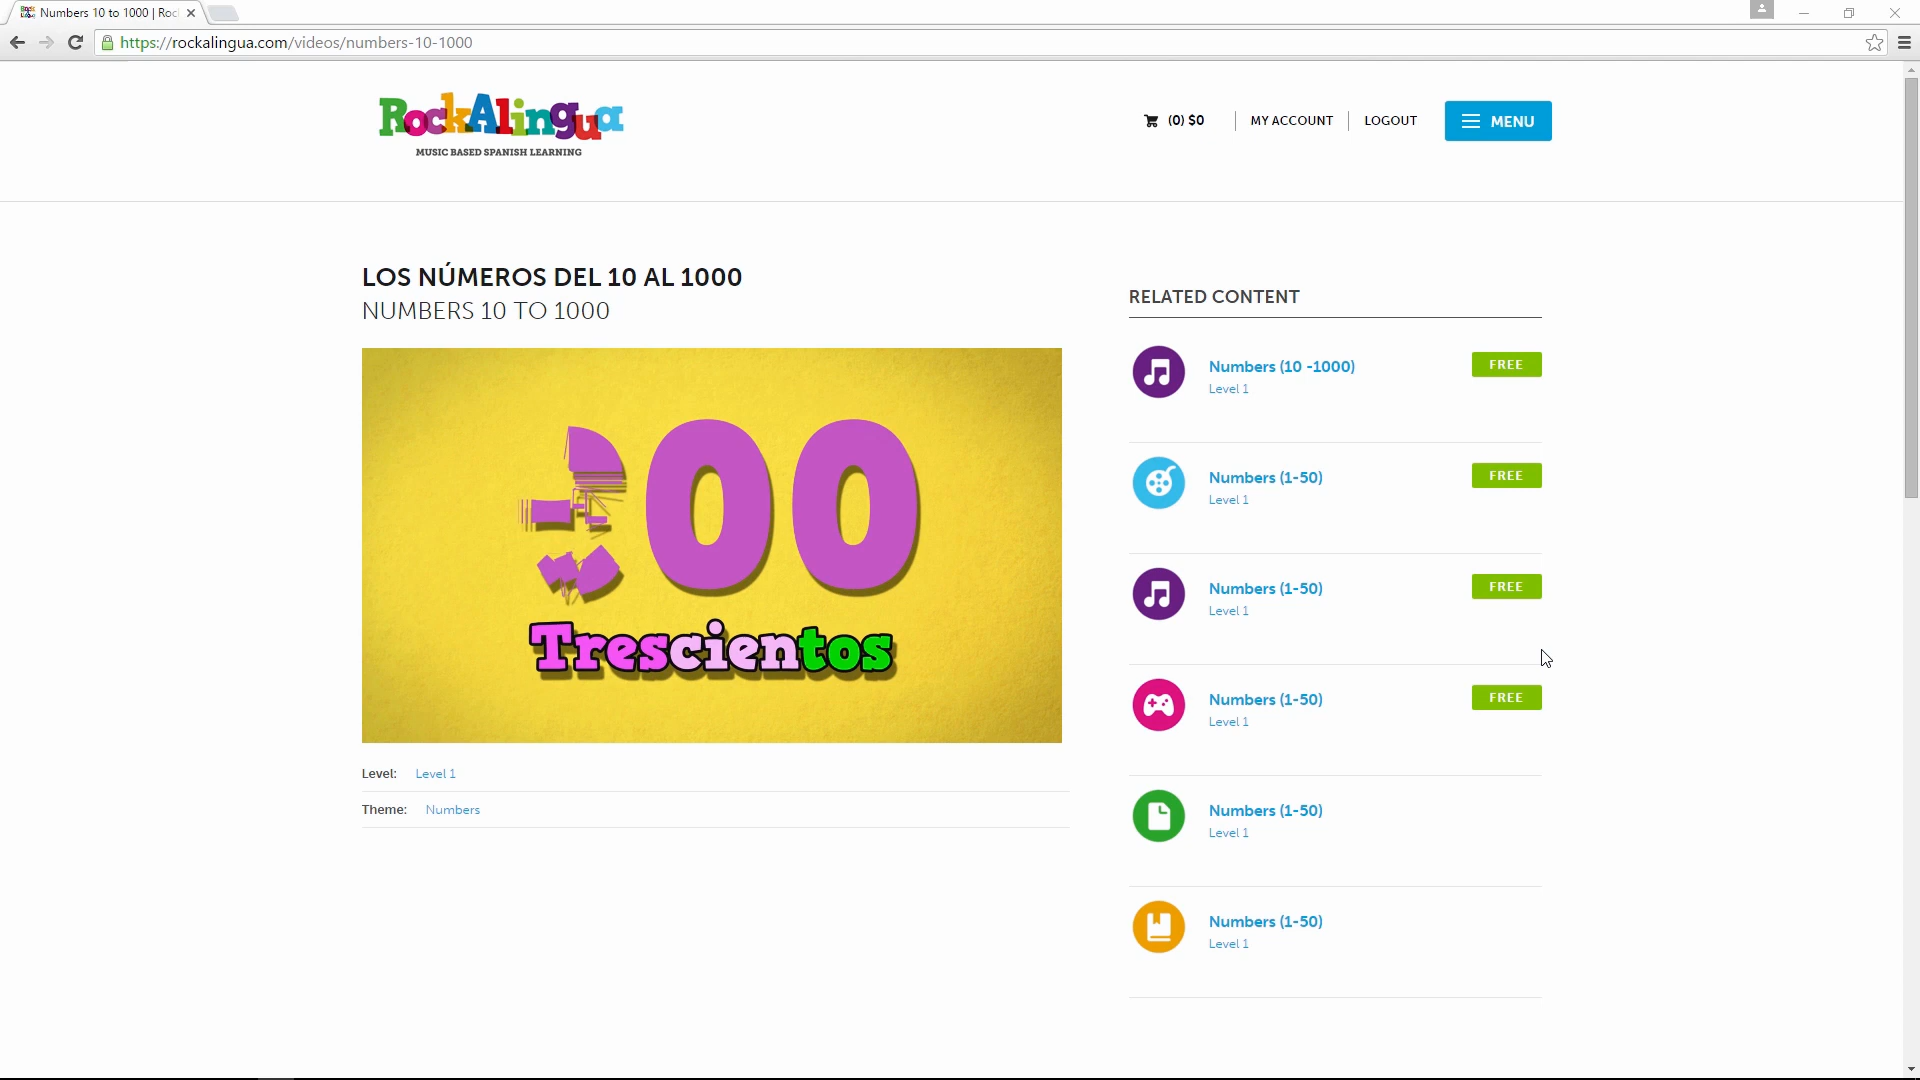 Numbers 10 to 1000 | Roc
https://rockalingua.com/videos/numbers-10-1000
RockAlingua
MUSIC BASED SPANISH LEARNING
(0) $0
MY ACCOUNT
LOGOUT
MENU
LOS NÚMEROS DEL 10 AL 1000
NUMBERS 10 TO 1000
00
Trescientos
Level: Level 1
Theme: Numbers
RELATED CONTENT
Numbers (10 -1000)
FREE
Level 1
Numbers (1-50)
FREE
Level 1
Numbers (1-50)
FREE
Level 1
Numbers (1-50)
FREE
Level 1
Numbers (1-50)
Level 1
Numbers (1-50)
Level 1